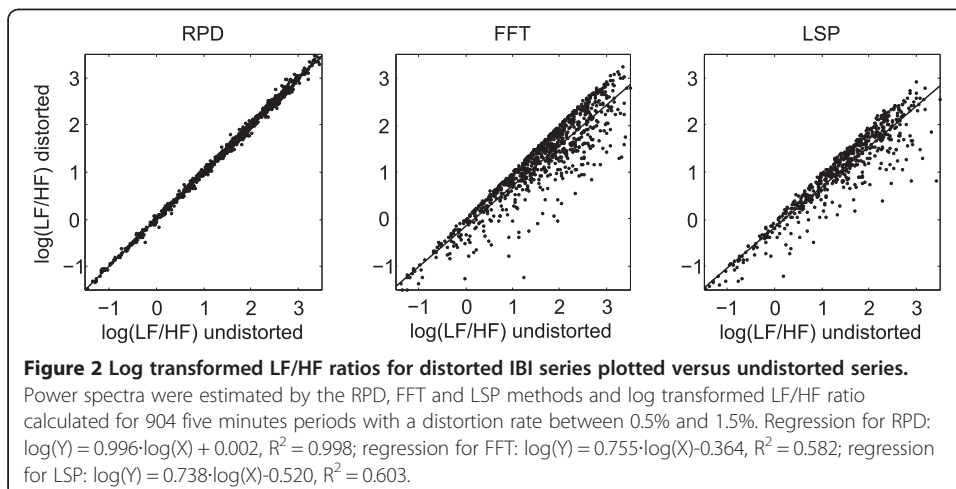 RPD FFT LSP
3 3 3
2 2 2
1 1 1
0 0 0
−1 −1 −1
log(LF/HF) distorted
−1 0 1 2 3 −1 0 1 2 3 −1 0 1 2 3
log(LF/HF) undistorted log(LF/HF) undistorted log(LF/HF) undistorted
Figure 2 Log transformed LF/HF ratios for distorted IBI series plotted versus undistorted series.
Power spectra were estimated by the RPD, FFT and LSP methods and log transformed LF/HF ratio
calculated for 904 five minutes periods with a distortion rate between 0.5% and 1.5%. Regression for RPD:
log(Y) = 0.996·log(X) + 0.002, R² = 0.998; regression for FFT: log(Y) = 0.755·log(X)-0.364, R² = 0.582; regression
for LSP: log(Y) = 0.738·log(X)-0.520, R² = 0.603.